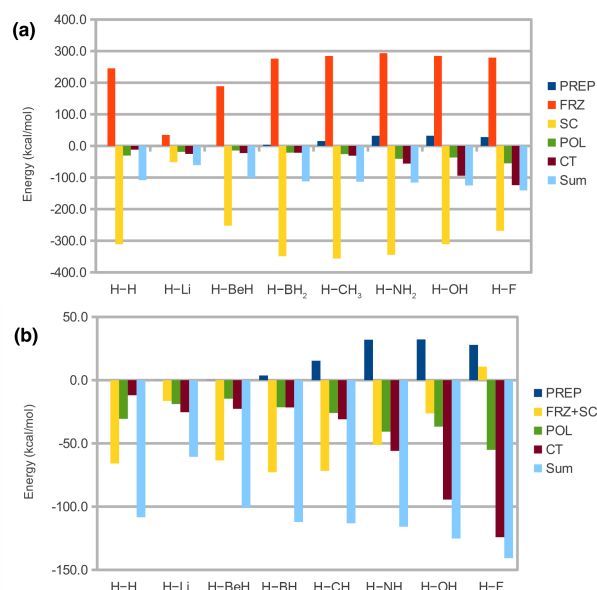 (a)
400.0
300.0
200.0
100.0
0.0
-100.0
-200.0
-300.0
-400.0
Energy (kcal/mol)
H−H H−Li H−BeH H−BH₂ H−CH₃ H−NH₂ H−OH H−F
PREP
FRZ
SC
POL
CT
Sum
(b)
50.0
0.0
-50.0
-100.0
-150.0
Energy (kcal/mol)
H−H H−Li H−BeH H−BH H−CH H−NH H−OH H−F
PREP
FRZ+SC
POL
CT
Sum